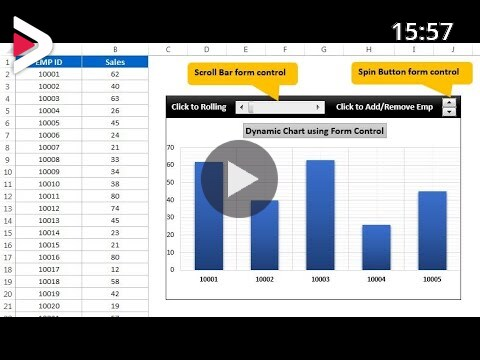 15:57
A B C D E F G H I J
1 EMP ID Sales
2 10001 62
3 10002 40
4 10003 63
5 10004 26
6 10005 45
7 10006 24
8 10007 21
9 10008 33
10 10009 34
11 10010 38
12 10011 80
13 10012 74
14 10013 45
15 10014 23
16 10015 21
17 10016 80
18 10017 12
19 10018 58
20 10019 42
21 10020 19
Scroll Bar form control
Spin Button form control
Click to Rolling
Click to Add/Remove Emp
Dynamic Chart using Form Control
70
60
50
40
30
20
10
0
10001 10002 10003 10004 10005